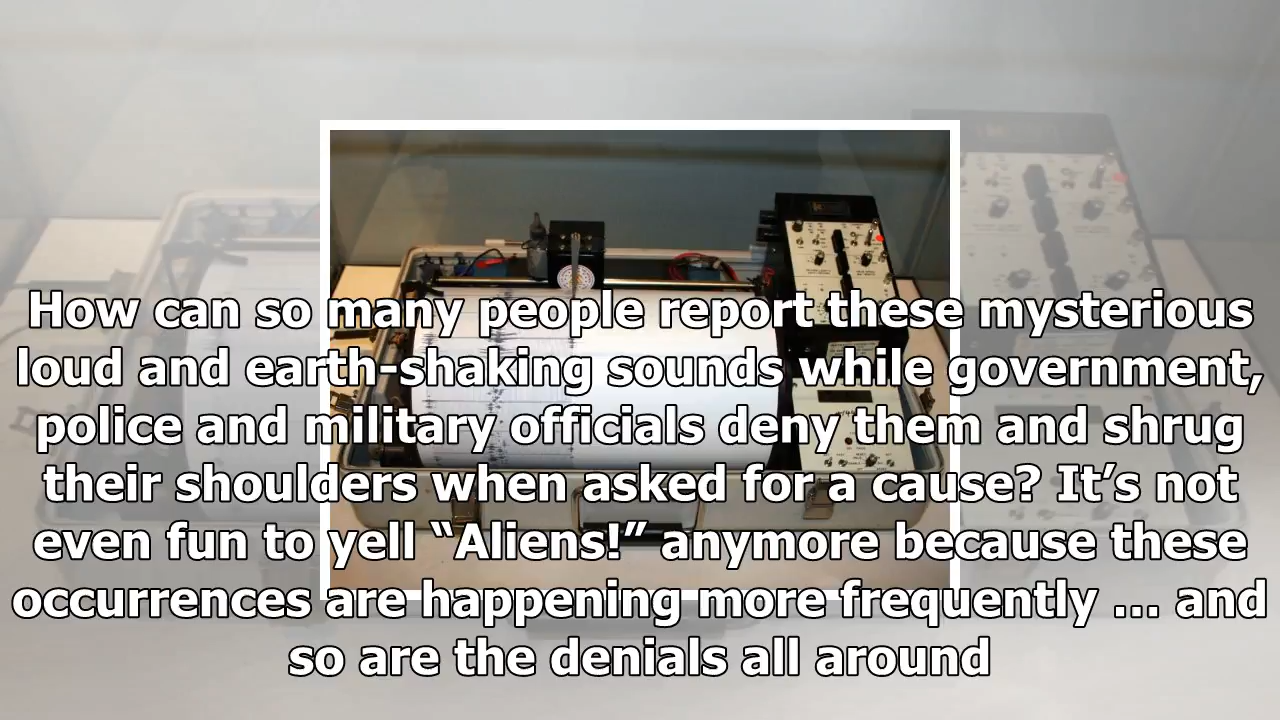 How can so many people report these mysterious
loud and earth-shaking sounds while government,
police and military officials deny them and shrug
their shoulders when asked for a cause? It’s not
even fun to yell “Aliens!” anymore because these
occurrences are happening more frequently … and
so are the denials all around